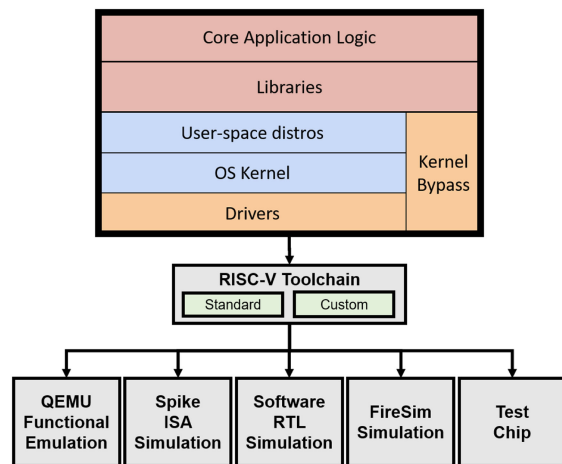 Core Application Logic
Libraries
User-space distros
OS Kernel
Drivers
Kernel
Bypass
RISC-V Toolchain
Standard
Custom
QEMU
Functional
Emulation
Spike
ISA
Simulation
Software
RTL
Simulation
FireSim
Simulation
Test
Chip